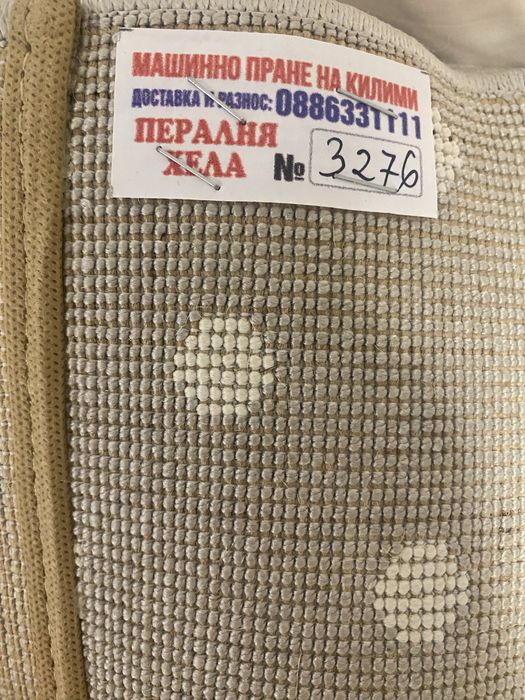 МАШИННО ПРАНЕ НА КИЛИМИ
ДОСТАВКА И РАЗНОС: 0886331111
ПЕРАЛНЯ
ХЕЛА № 3276